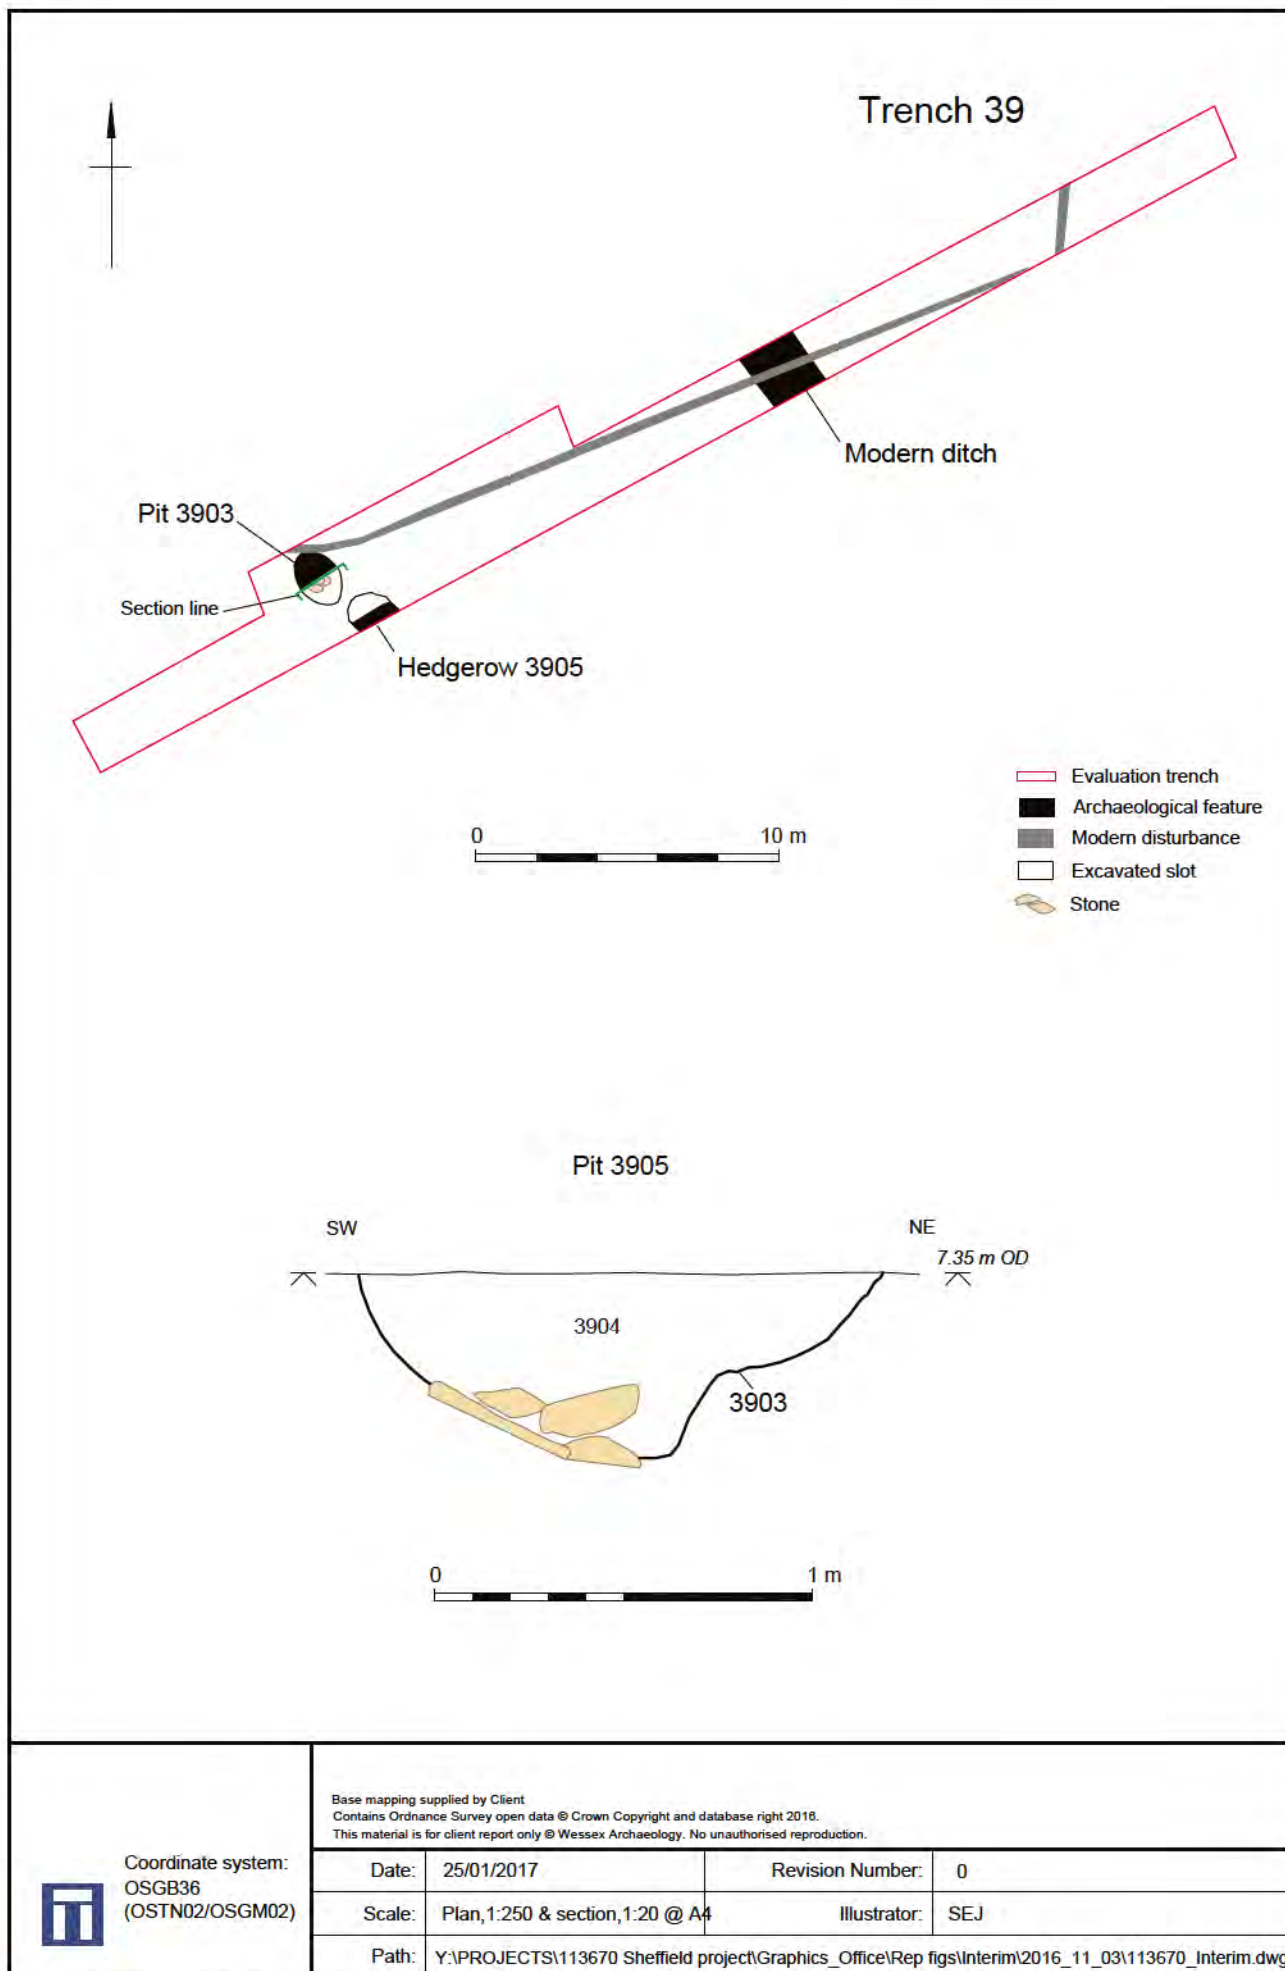 Trench 39
Modern ditch
Pit 3903
Section line
Hedgerow 3905
Evaluation trench
Archaeological feature
Modern disturbance
Excavated slot
Stone
0 10 m
Pit 3905
SW NE
7.35 m OD
3904
3903
0 1 m
Base mapping supplied by Client
Contains Ordnance Survey open data © Crown Copyright and database right 2016.
This material is for client report only © Wessex Archaeology. No unauthorised reproduction.
Coordinate system:
OSGB36
(OSTN02/OSGM02)
Date: 25/01/2017 Revision Number: 0
Scale: Plan,1:250 & section,1:20 @ A4 Illustrator: SEJ
Path: Y:\PROJECTS\113670 Sheffield project\Graphics_Office\Rep figs\Interim\2016_11_03\113670_Interim.dwg